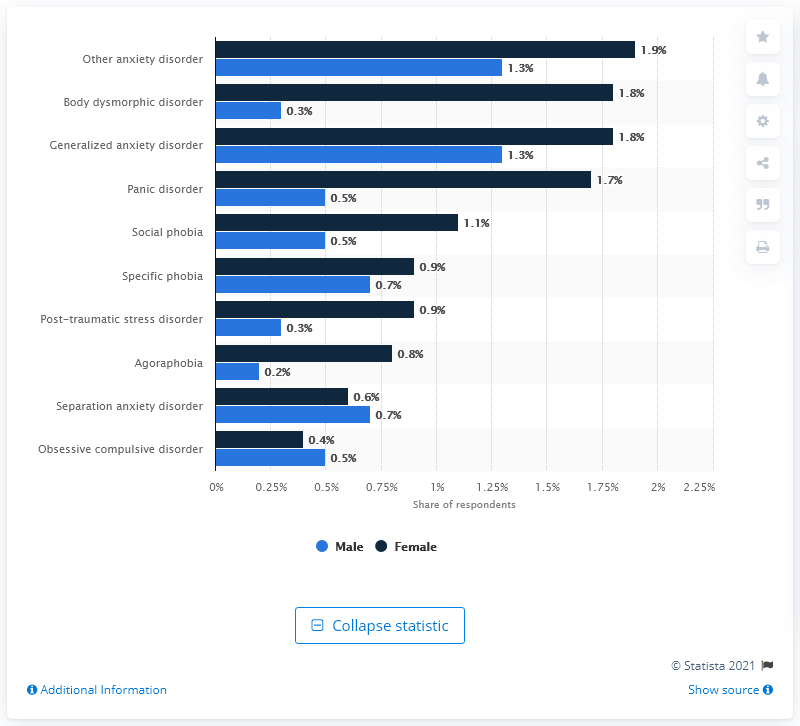 Other anxiety disorder
1.9%
1.3%
Body dysmorphic disorder
1.8%
0.3%
Generalized anxiety disorder
1.8%
1.3%
Panic disorder
1.7%
0.5%
Social phobia
1.1%
0.5%
Specific phobia
0.9%
0.7%
Post-traumatic stress disorder
0.9%
0.3%
Agoraphobia
0.8%
0.2%
Separation anxiety disorder
0.6%
0.7%
Obsessive compulsive disorder
0.4%
0.5%
0% 0.25% 0.5% 0.75% 1% 1.25% 1.5% 1.75% 2% 2.25%
Share of respondents
Male Female
Collapse statistic
© Statista 2021
Additional Information Show source